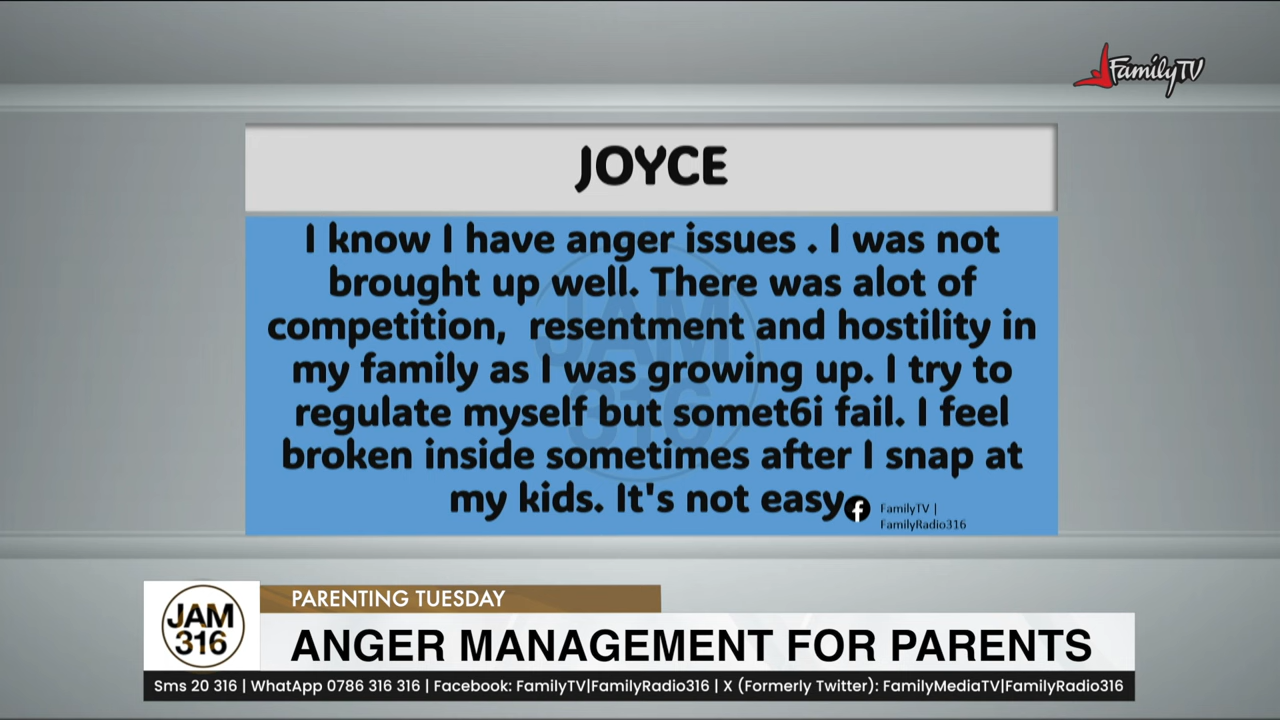 FamilyTV
JOYCE
I know I have anger issues . I was not
brought up well. There was alot of
competition, resentment and hostility in
my family as I was growing up. I try to
regulate myself but somet6i fail. I feel
broken inside sometimes after I snap at
my kids. It's not easy
FamilyTV |
FamilyRadio316
JAM
316
PARENTING TUESDAY
JAM
316
ANGER MANAGEMENT FOR PARENTS
Sms 20 316 | WhatsApp 0786 316 316 | Facebook: FamilyTV|FamilyRadio316 | X (Formerly Twitter): FamilyMediaTV|FamilyRadio316